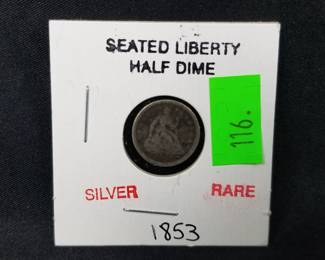 SEATED LIBERTY
HALF DIME
116.
SILVER RARE
1853